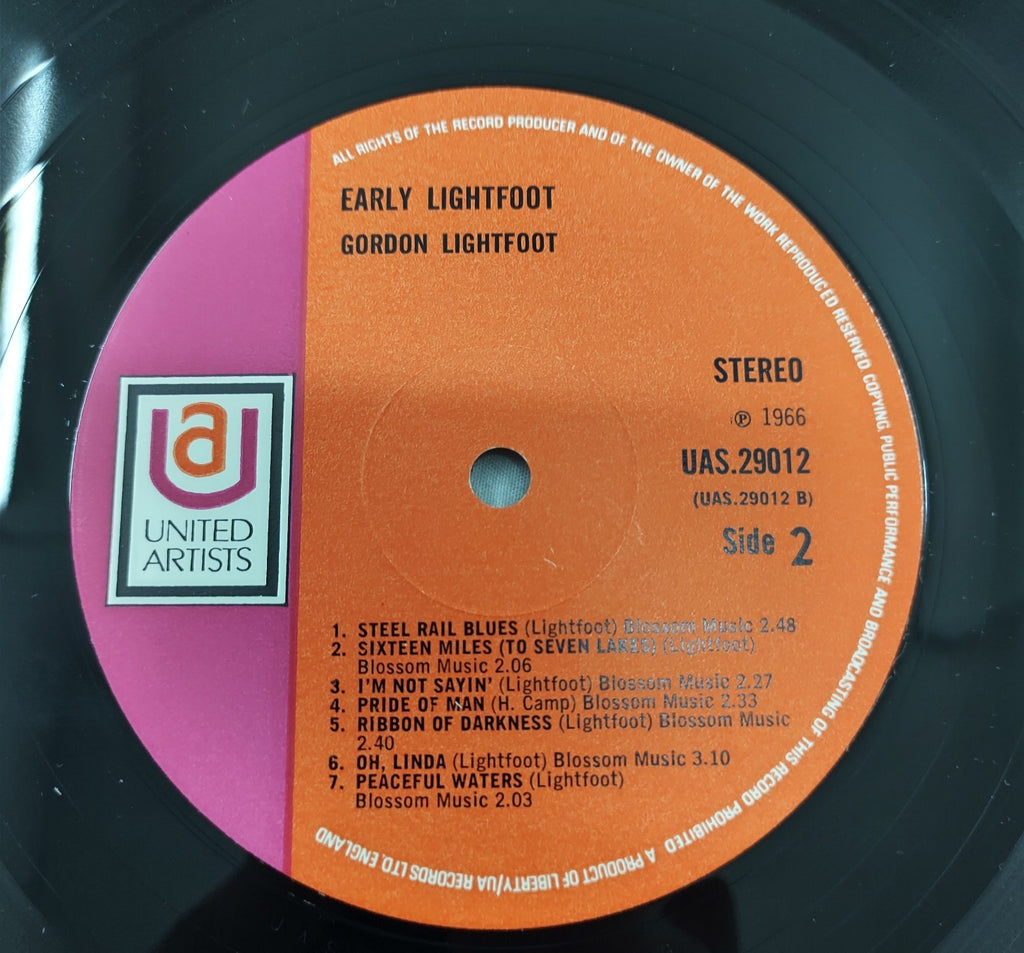 ALL RIGHTS OF THE RECORD PRODUCER AND OF THE OWNER OF THE WORK REPRODUCED RESERVED. COPYING, PUBLIC PERFORMANCE AND BROADCASTING OF THIS RECORD PROHIBITED A PRODUCT OF LIBERTY/UA RECORDS LTD. ENGLAND
EARLY LIGHTFOOT
GORDON LIGHTFOOT
STEREO
℗ 1966
UAS.29012
(UAS.29012 B)
Side 2
ua
UNITED
ARTISTS
1. STEEL RAIL BLUES (Lightfoot) Blossom Music 2.48
2. SIXTEEN MILES (TO SEVEN LAKES) (Lightfoot)
Blossom Music 2.06
3. I'M NOT SAYIN' (Lightfoot) Blossom Music 2.27
4. PRIDE OF MAN (H. Camp) Blossom Music 2.33
5. RIBBON OF DARKNESS (Lightfoot) Blossom Music
2.40
6. OH, LINDA (Lightfoot) Blossom Music 3.10
7. PEACEFUL WATERS (Lightfoot)
Blossom Music 2.03